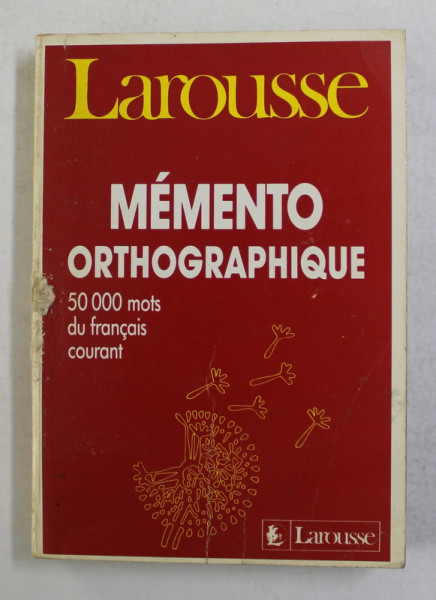 Larousse
MÉMENTO
ORTHOGRAPHIQUE
50 000 mots
du français
courant
Larousse